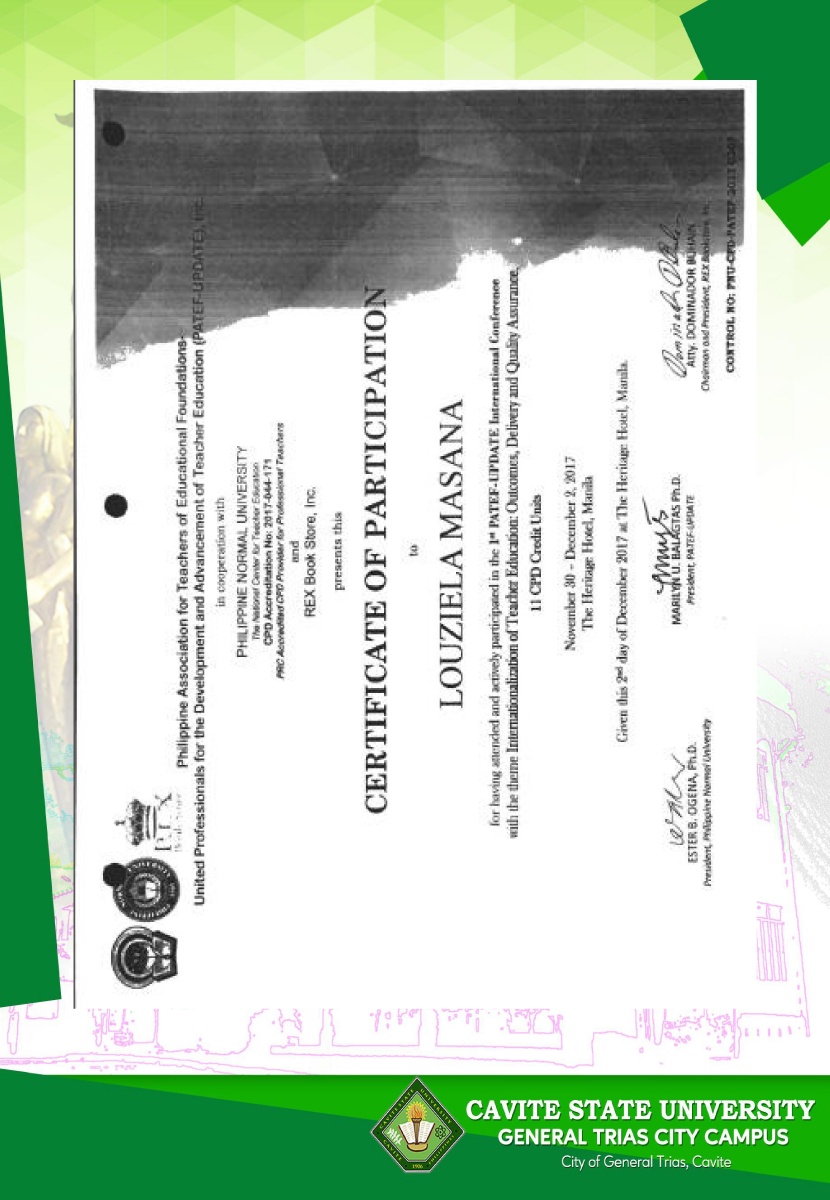 Philippine Association for Teachers of Educational Foundations-
United Professionals for the Development and Advancement of Teacher Education (PATEF-UPDATE), Inc.
in cooperation with
PHILIPPINE NORMAL UNIVERSITY
The National Center for Teacher Education
CPD Accreditation No: 2017-044-171
PRC Accredited CPD Provider for Professional Teachers
and
REX Book Store, Inc.
presents this
CERTIFICATE OF PARTICIPATION
to
LOUZIELA MASANA
for having attended and actively participated in the 1st PATEF-UPDATE International Conference
with the theme Internationalization of Teacher Education: Outcomes, Delivery and Quality Assurance,
11 CPD Credit Units
November 30 – December 2, 2017
The Heritage Hotel, Manila
Given this 2nd day of December 2017 at The Heritage Hotel, Manila.
ESTER B. OGENA, Ph.D.
President, Philippine Normal University
MARILYN U. BALAGTAS Ph.D.
President, PATEF-UPDATE
Atty. DOMINADOR BUHAIN
Chairman and President, REX Bookstore, Inc.
CONTROL NO: PNU-CPD-PATEF 2017
CAVITE STATE UNIVERSITY
GENERAL TRIAS CITY CAMPUS
City of General Trias, Cavite